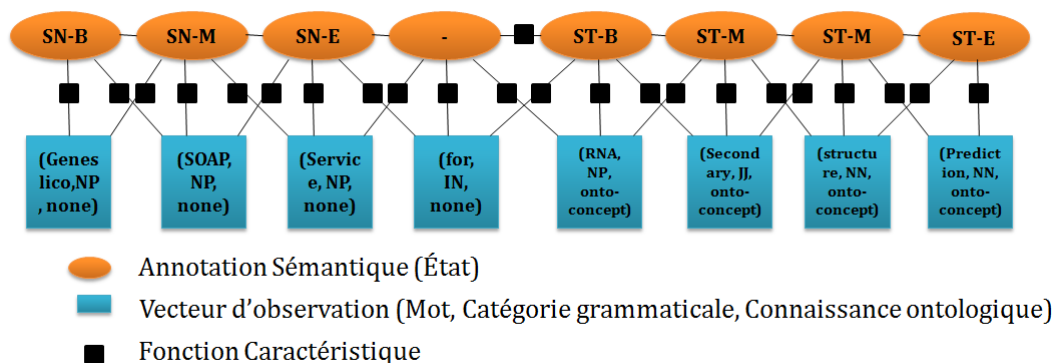 SN-B SN-M SN-E - ST-B ST-M ST-M ST-E
(Genes
lico,NP
, none)
(SOAP,
NP,
none)
(Servic
e, NP,
none)
(for,
IN,
none)
(RNA,
NP,
onto-
concept)
(Second
ary, JJ,
onto-
concept)
(structu
re, NN,
onto-
concept)
(Predict
ion, NN,
onto-
concept)
Annotation Sémantique (État)
Vecteur d'observation (Mot, Catégorie grammaticale, Connaissance ontologique)
Fonction Caractéristique